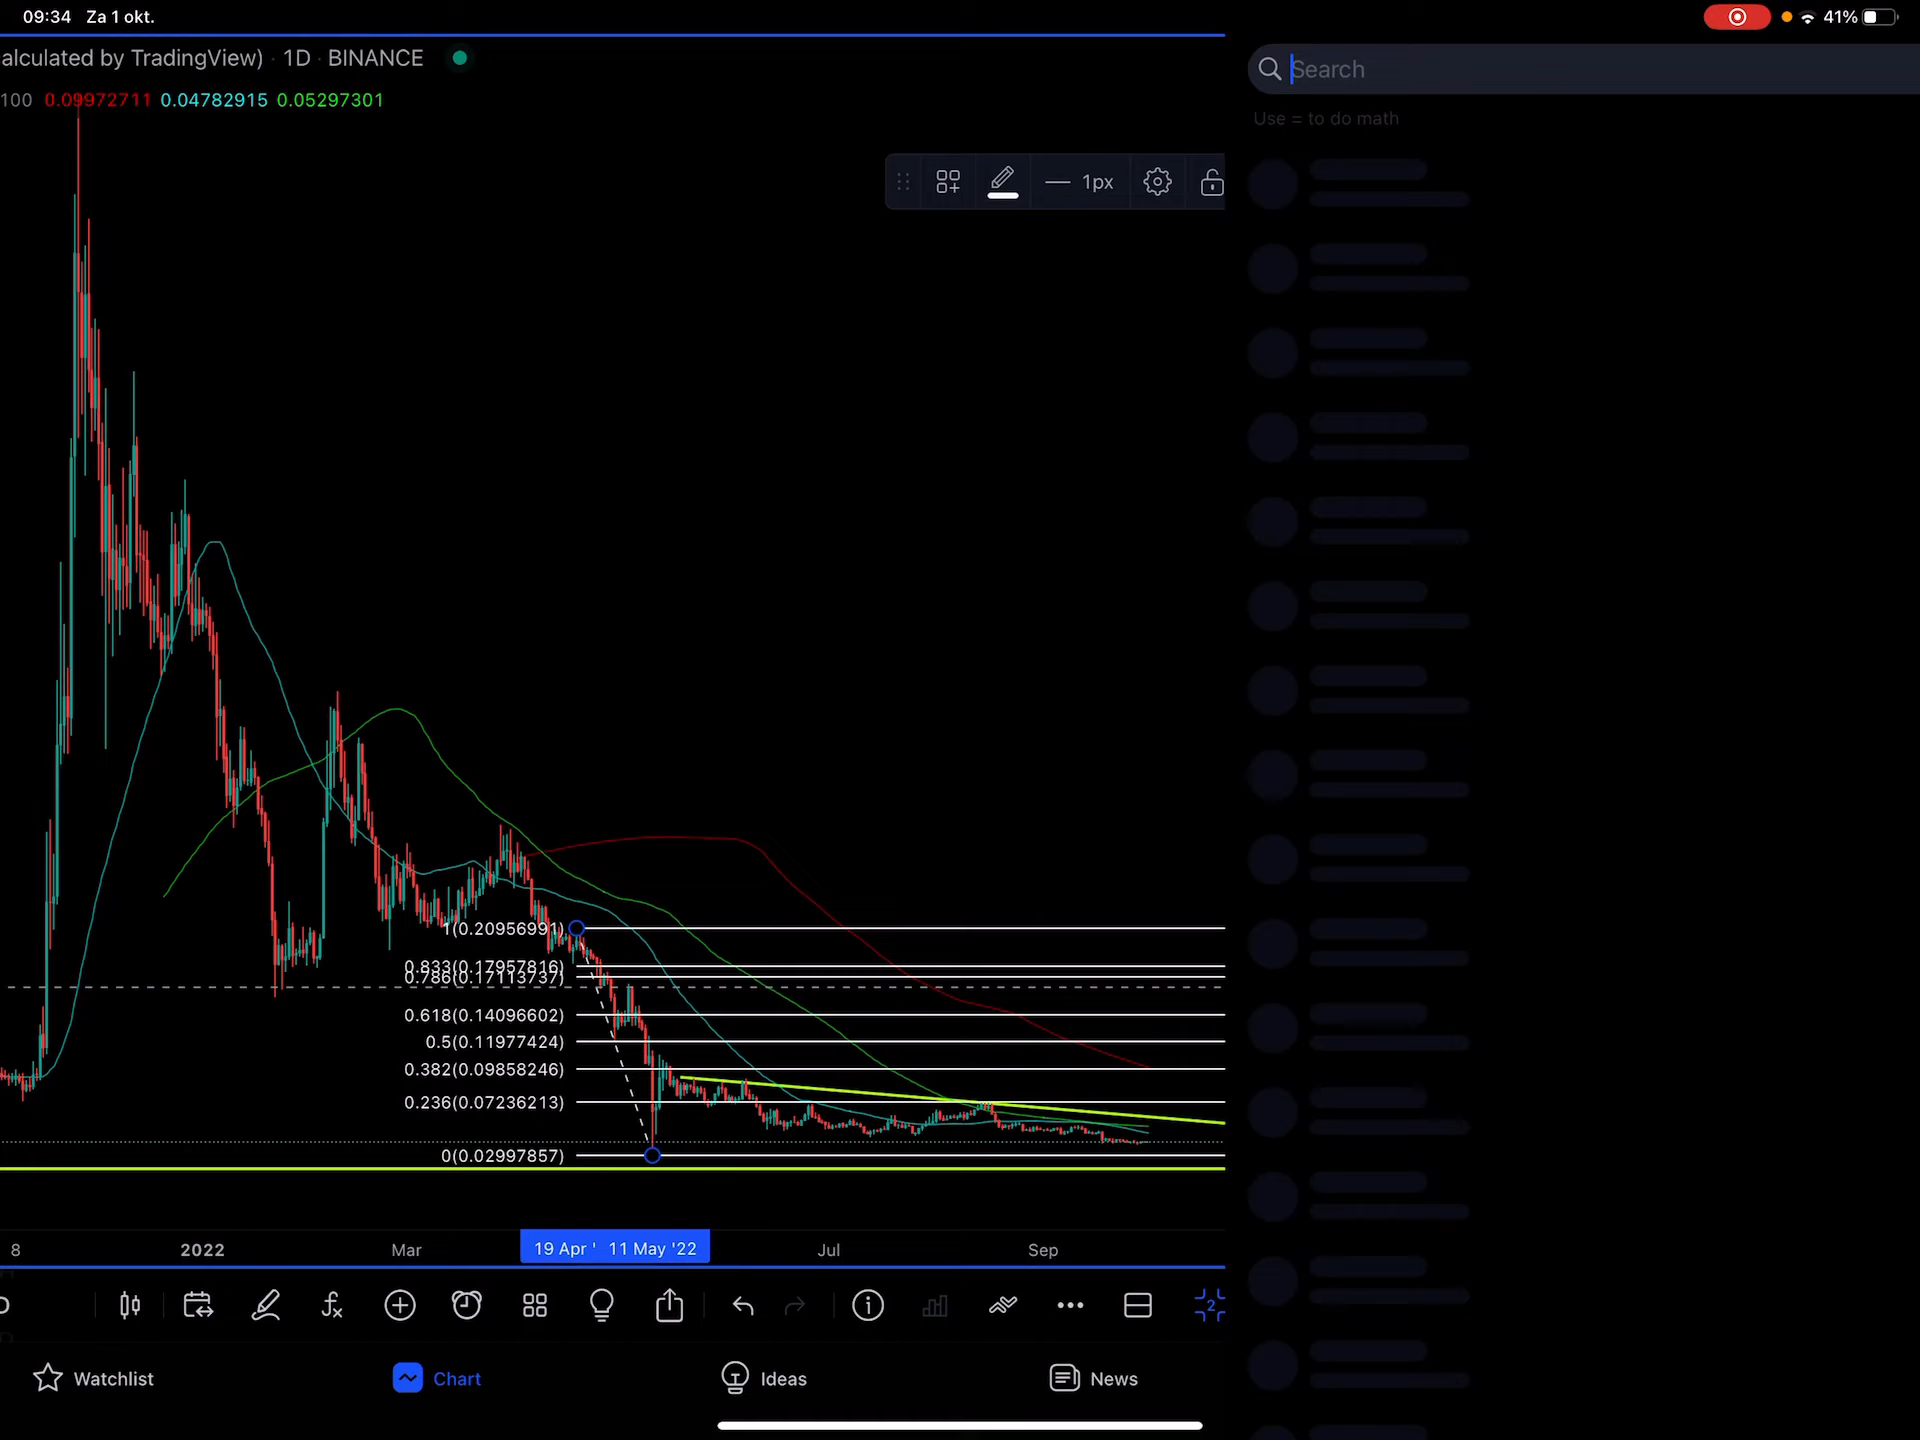 09:34 Za 1 okt.
41%
alculated by TradingView) · 1D · BINANCE
100 0.09972711 0.04782915 0.05297301
Search
Use = to do math
1px
1(0.20956991)
0.833(0.17957816)
0.786(0.17113737)
0.618(0.14096602)
0.5(0.11977424)
0.382(0.09858246)
0.236(0.07236213)
0(0.02997857)
8 2022 Mar 19 Apr ' 11 May '22 Jul Sep
2
Watchlist Chart Ideas News